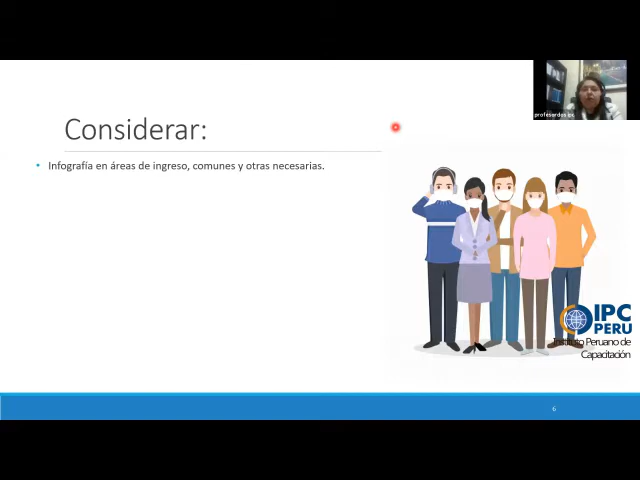 Considerar:
• Infografía en áreas de ingreso, comunes y otras necesarias.
IPC
PERU
Instituto Peruano de
Capacitación
6